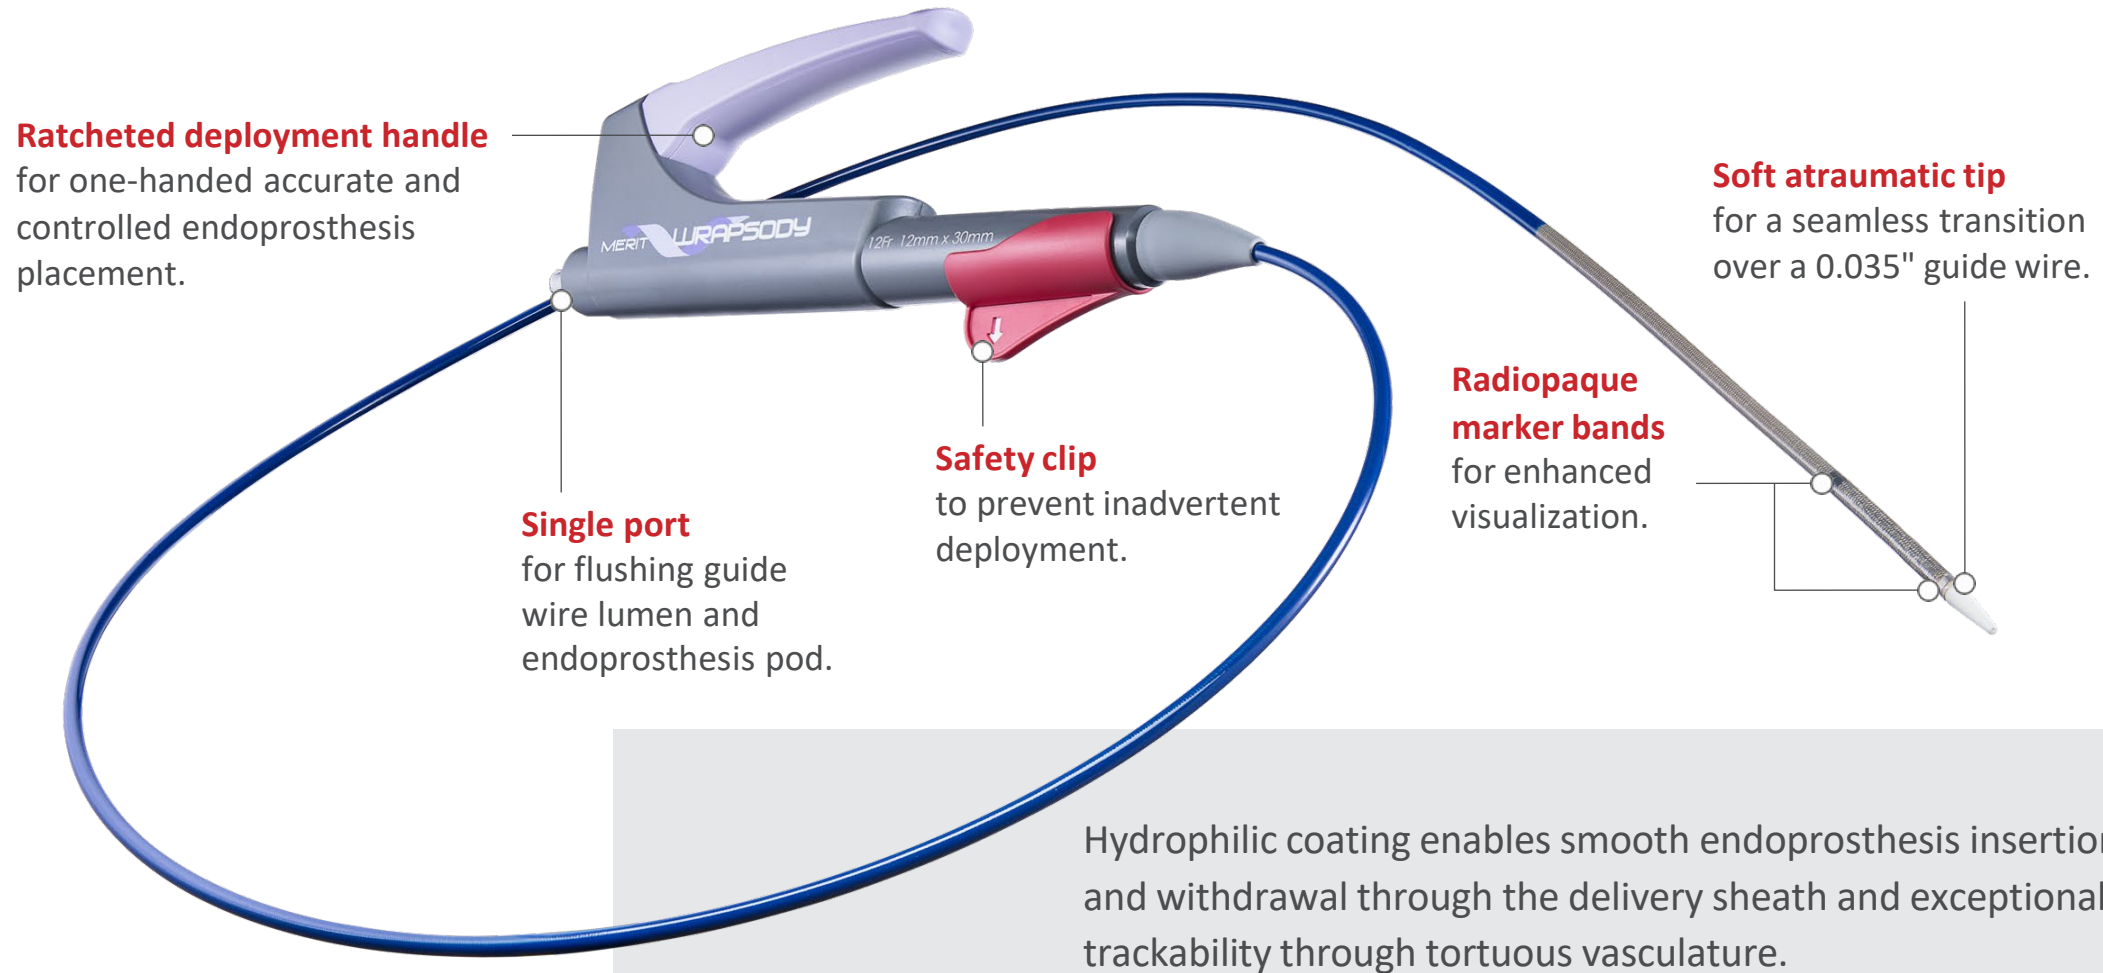 Ratcheted deployment handle
for one-handed accurate and
controlled endoprosthesis
placement.
MERIT WRAPSODY
12Fr 12mm x 30mm
Soft atraumatic tip
for a seamless transition
over a 0.035" guide wire.
Radiopaque
marker bands
for enhanced
visualization.
Safety clip
to prevent inadvertent
deployment.
Single port
for flushing guide
wire lumen and
endoprosthesis pod.
Hydrophilic coating enables smooth endoprosthesis insertion
and withdrawal through the delivery sheath and exceptional
trackability through tortuous vasculature.